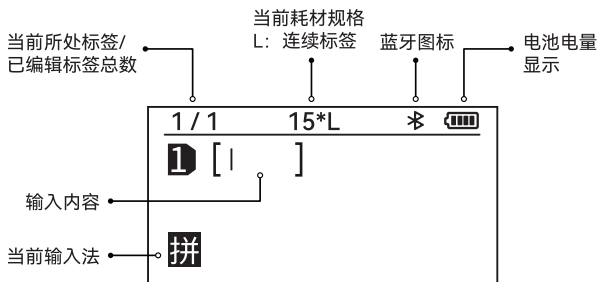 当前所处标签/
已编辑标签总数
当前耗材规格
L: 连续标签
蓝牙图标
电池电量
显示
1/1
15*L
1 [ | ]
输入内容
当前输入法
拼